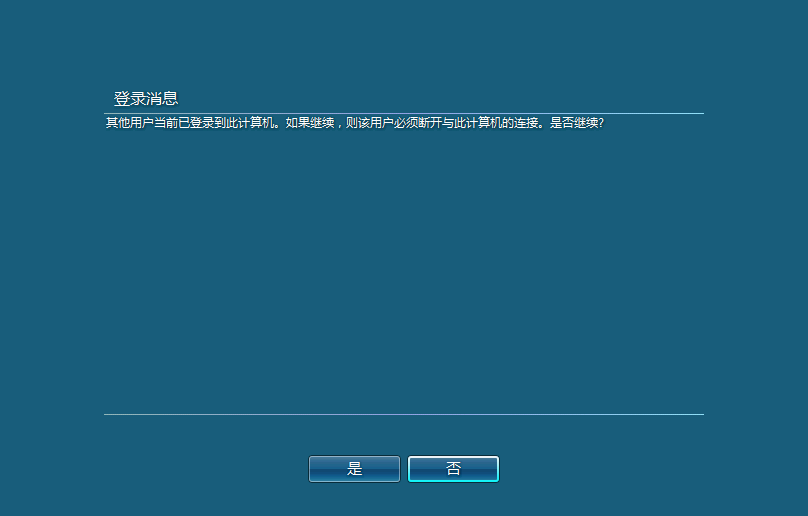 登录消息
其他用户当前已登录到此计算机。如果继续，则该用户必须断开与此计算机的连接。是否继续?
是
否